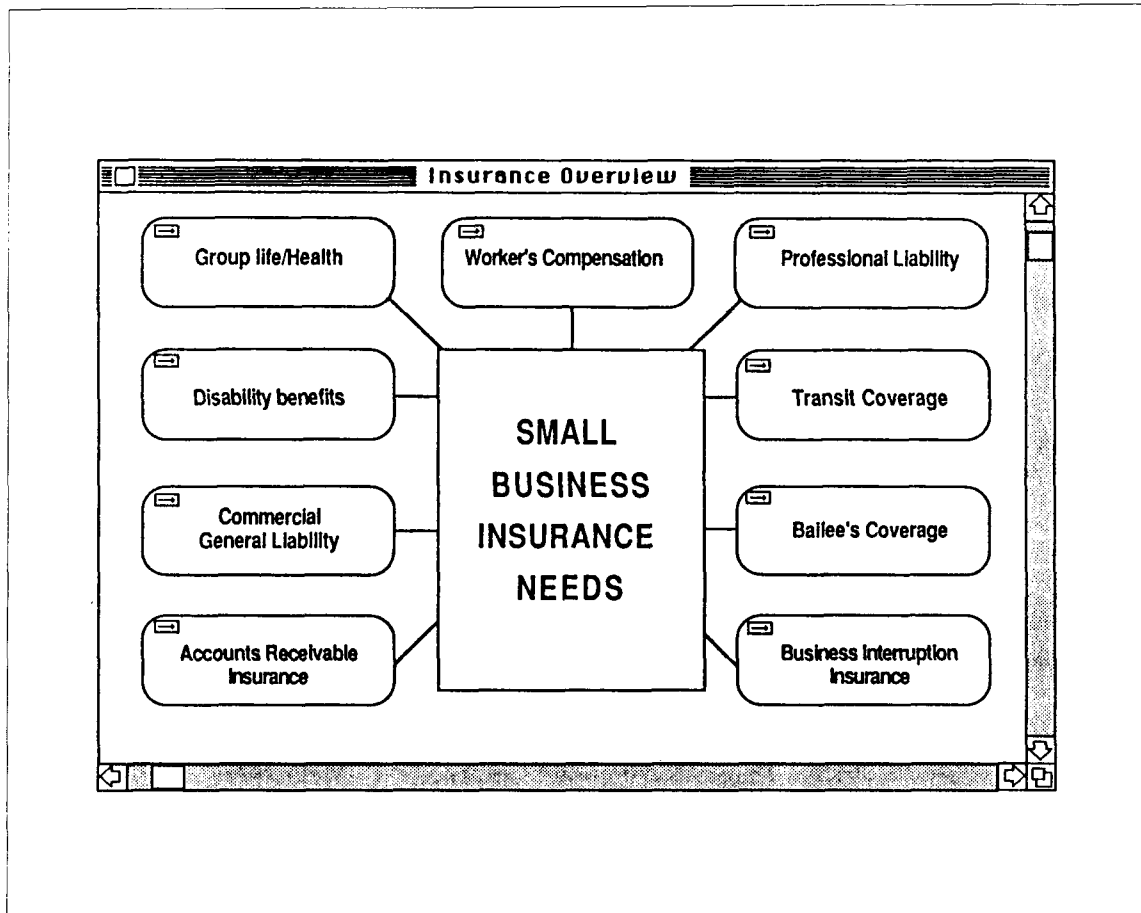 Insurance Overview
Group life/Health
Worker's Compensation
Professional Liability
Disability benefits
Transit Coverage
SMALL
BUSINESS
INSURANCE
NEEDS
Commercial
General Liability
Bailee's Coverage
Accounts Receivable
Insurance
Business Interruption
Insurance